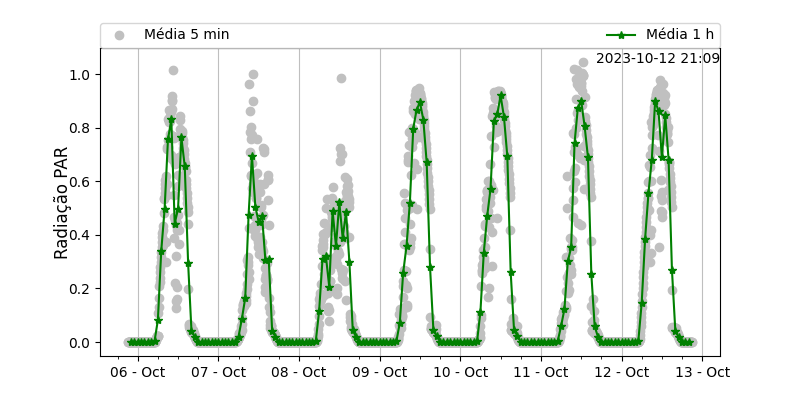 Média 5 min
Média 1 h
2023-10-12 21:09
Radiação PAR
1.0
0.8
0.6
0.4
0.2
0.0
06 - Oct 07 - Oct 08 - Oct 09 - Oct 10 - Oct 11 - Oct 12 - Oct 13 - Oct